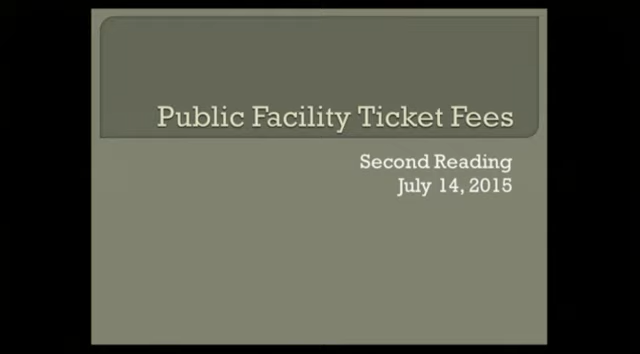 Public Facility Ticket Fees
Second Reading
July 14, 2015